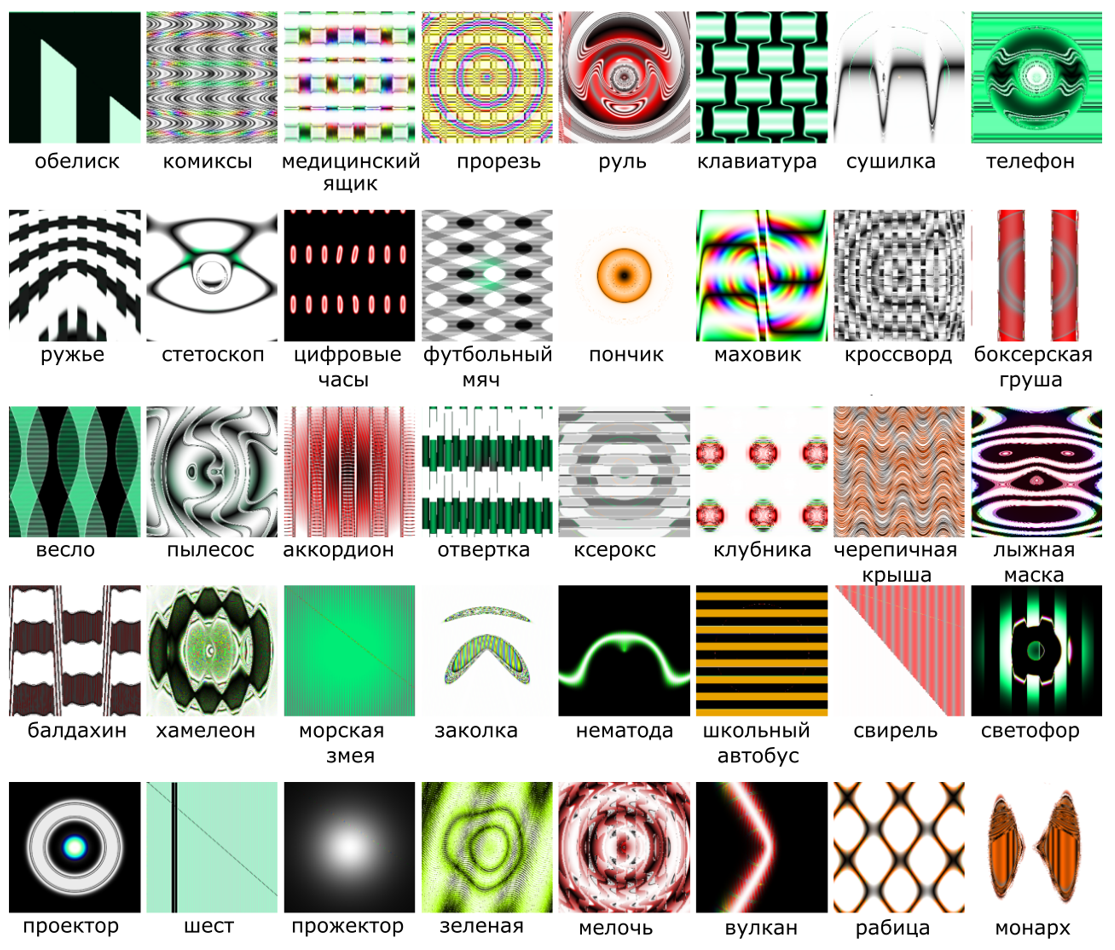 обелиск комиксы медицинский прорезь руль клавиатура сушилка телефон
ящик
ружье стетоскоп цифровые футбольный пончик маховик кроссворд боксерская
часы мяч груша
весло пылесос аккордион отвертка ксерокс клубника черепичная лыжная
крыша маска
балдахин хамелеон морская заколка нематода школьный свирель светофор
змея автобус
проектор шест прожектор зеленая мелочь вулкан рабица монарх